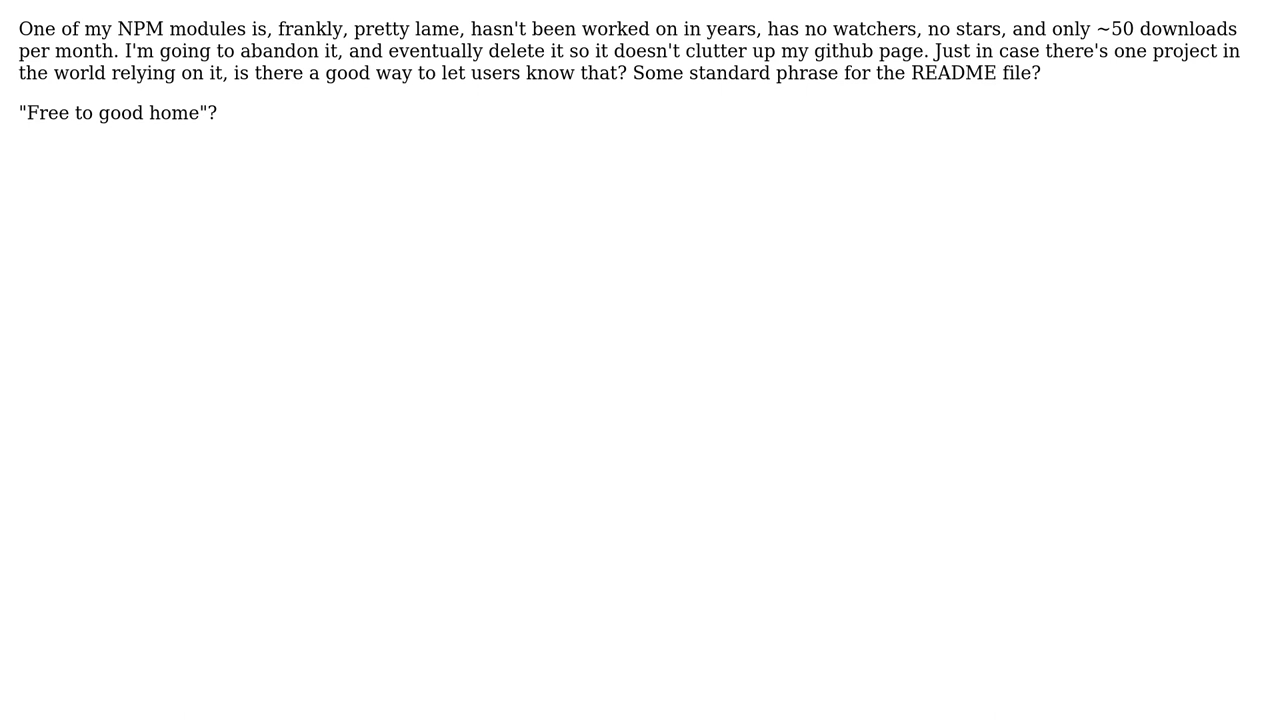 One of my NPM modules is, frankly, pretty lame, hasn't been worked on in years, has no watchers, no stars, and only ~50 downloads
per month. I'm going to abandon it, and eventually delete it so it doesn't clutter up my github page. Just in case there's one project in
the world relying on it, is there a good way to let users know that? Some standard phrase for the README file?
"Free to good home"?